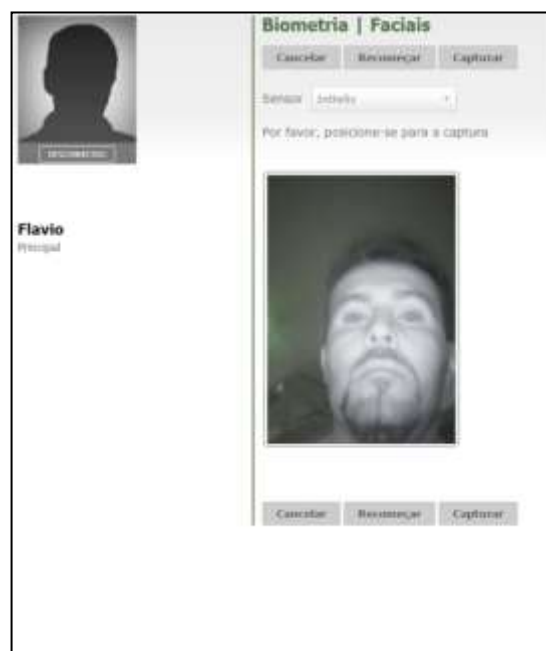 Biometria | Faciais
Cancelar Recomeçar Capturar
Sensor
Por favor, posicione-se para a captura
Flavio
Principal
Cancelar Recomeçar Capturar